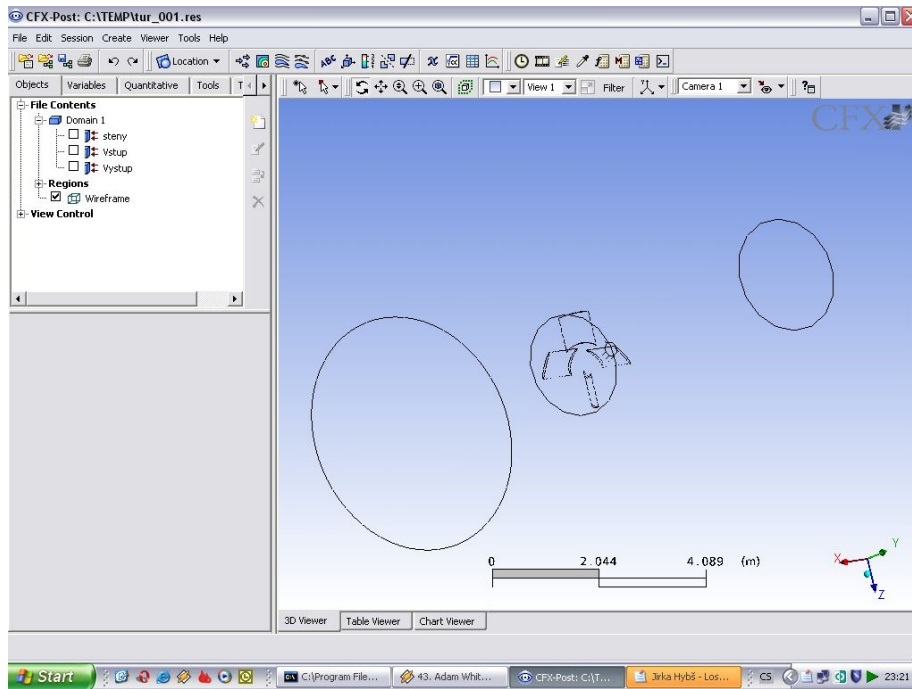 CFX-Post: C:\TEMP\tur_001.res
File Edit Session Create Viewer Tools Help
Location
Objects Variables Quantitative Tools T
View 1 Filter Camera 1
File Contents
Domain 1
steny
Vstup
Vystup
Regions
Wireframe
View Control
CFX
0 2.044 4.089 (m)
X Y Z
3D Viewer Table Viewer Chart Viewer
Start C:\Program File... 43. Adam Whit... CFX-Post: C:\T... Jirka Hybš - Los... CS 23:21